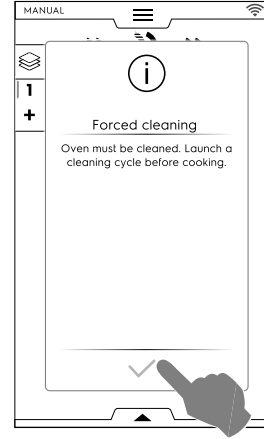 MANUAL
1
+
i
Forced cleaning
Oven must be cleaned. Launch a
cleaning cycle before cooking.